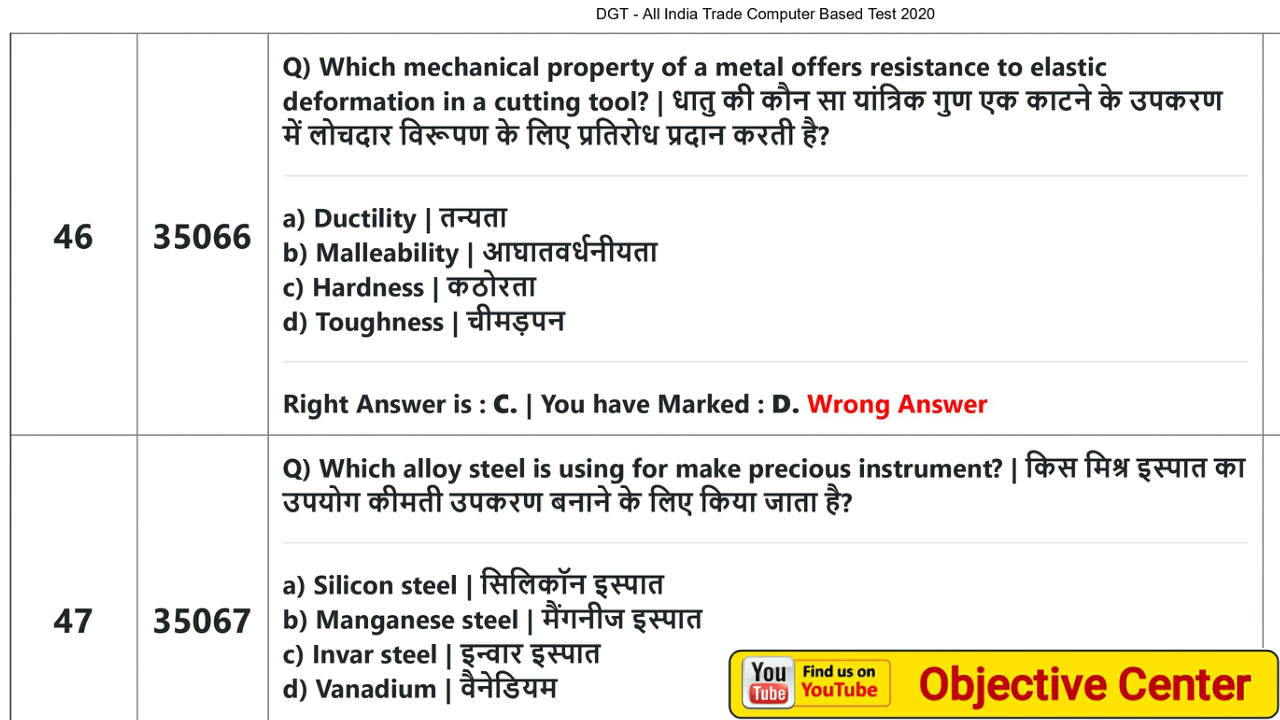 DGT - All India Trade Computer Based Test 2020
Q) Which mechanical property of a metal offers resistance to elastic
deformation in a cutting tool? | धातु की कौन सा यांत्रिक गुण एक काटने के उपकरण
में लोचदार विरूपण के लिए प्रतिरोध प्रदान करती है?
46
35066
a) Ductility | तन्यता
b) Malleability | आघातवर्धनीयता
c) Hardness | कठोरता
d) Toughness | चीमड़पन
Right Answer is : C. | You have Marked : D. Wrong Answer
Q) Which alloy steel is using for make precious instrument? | किस मिश्र इस्पात का
उपयोग कीमती उपकरण बनाने के लिए किया जाता है?
47
35067
a) Silicon steel | सिलिकॉन इस्पात
b) Manganese steel | मैंगनीज इस्पात
c) Invar steel | इन्वार इस्पात
d) Vanadium | वैनेडियम
You
Tube
Find us on
YouTube
Objective Center